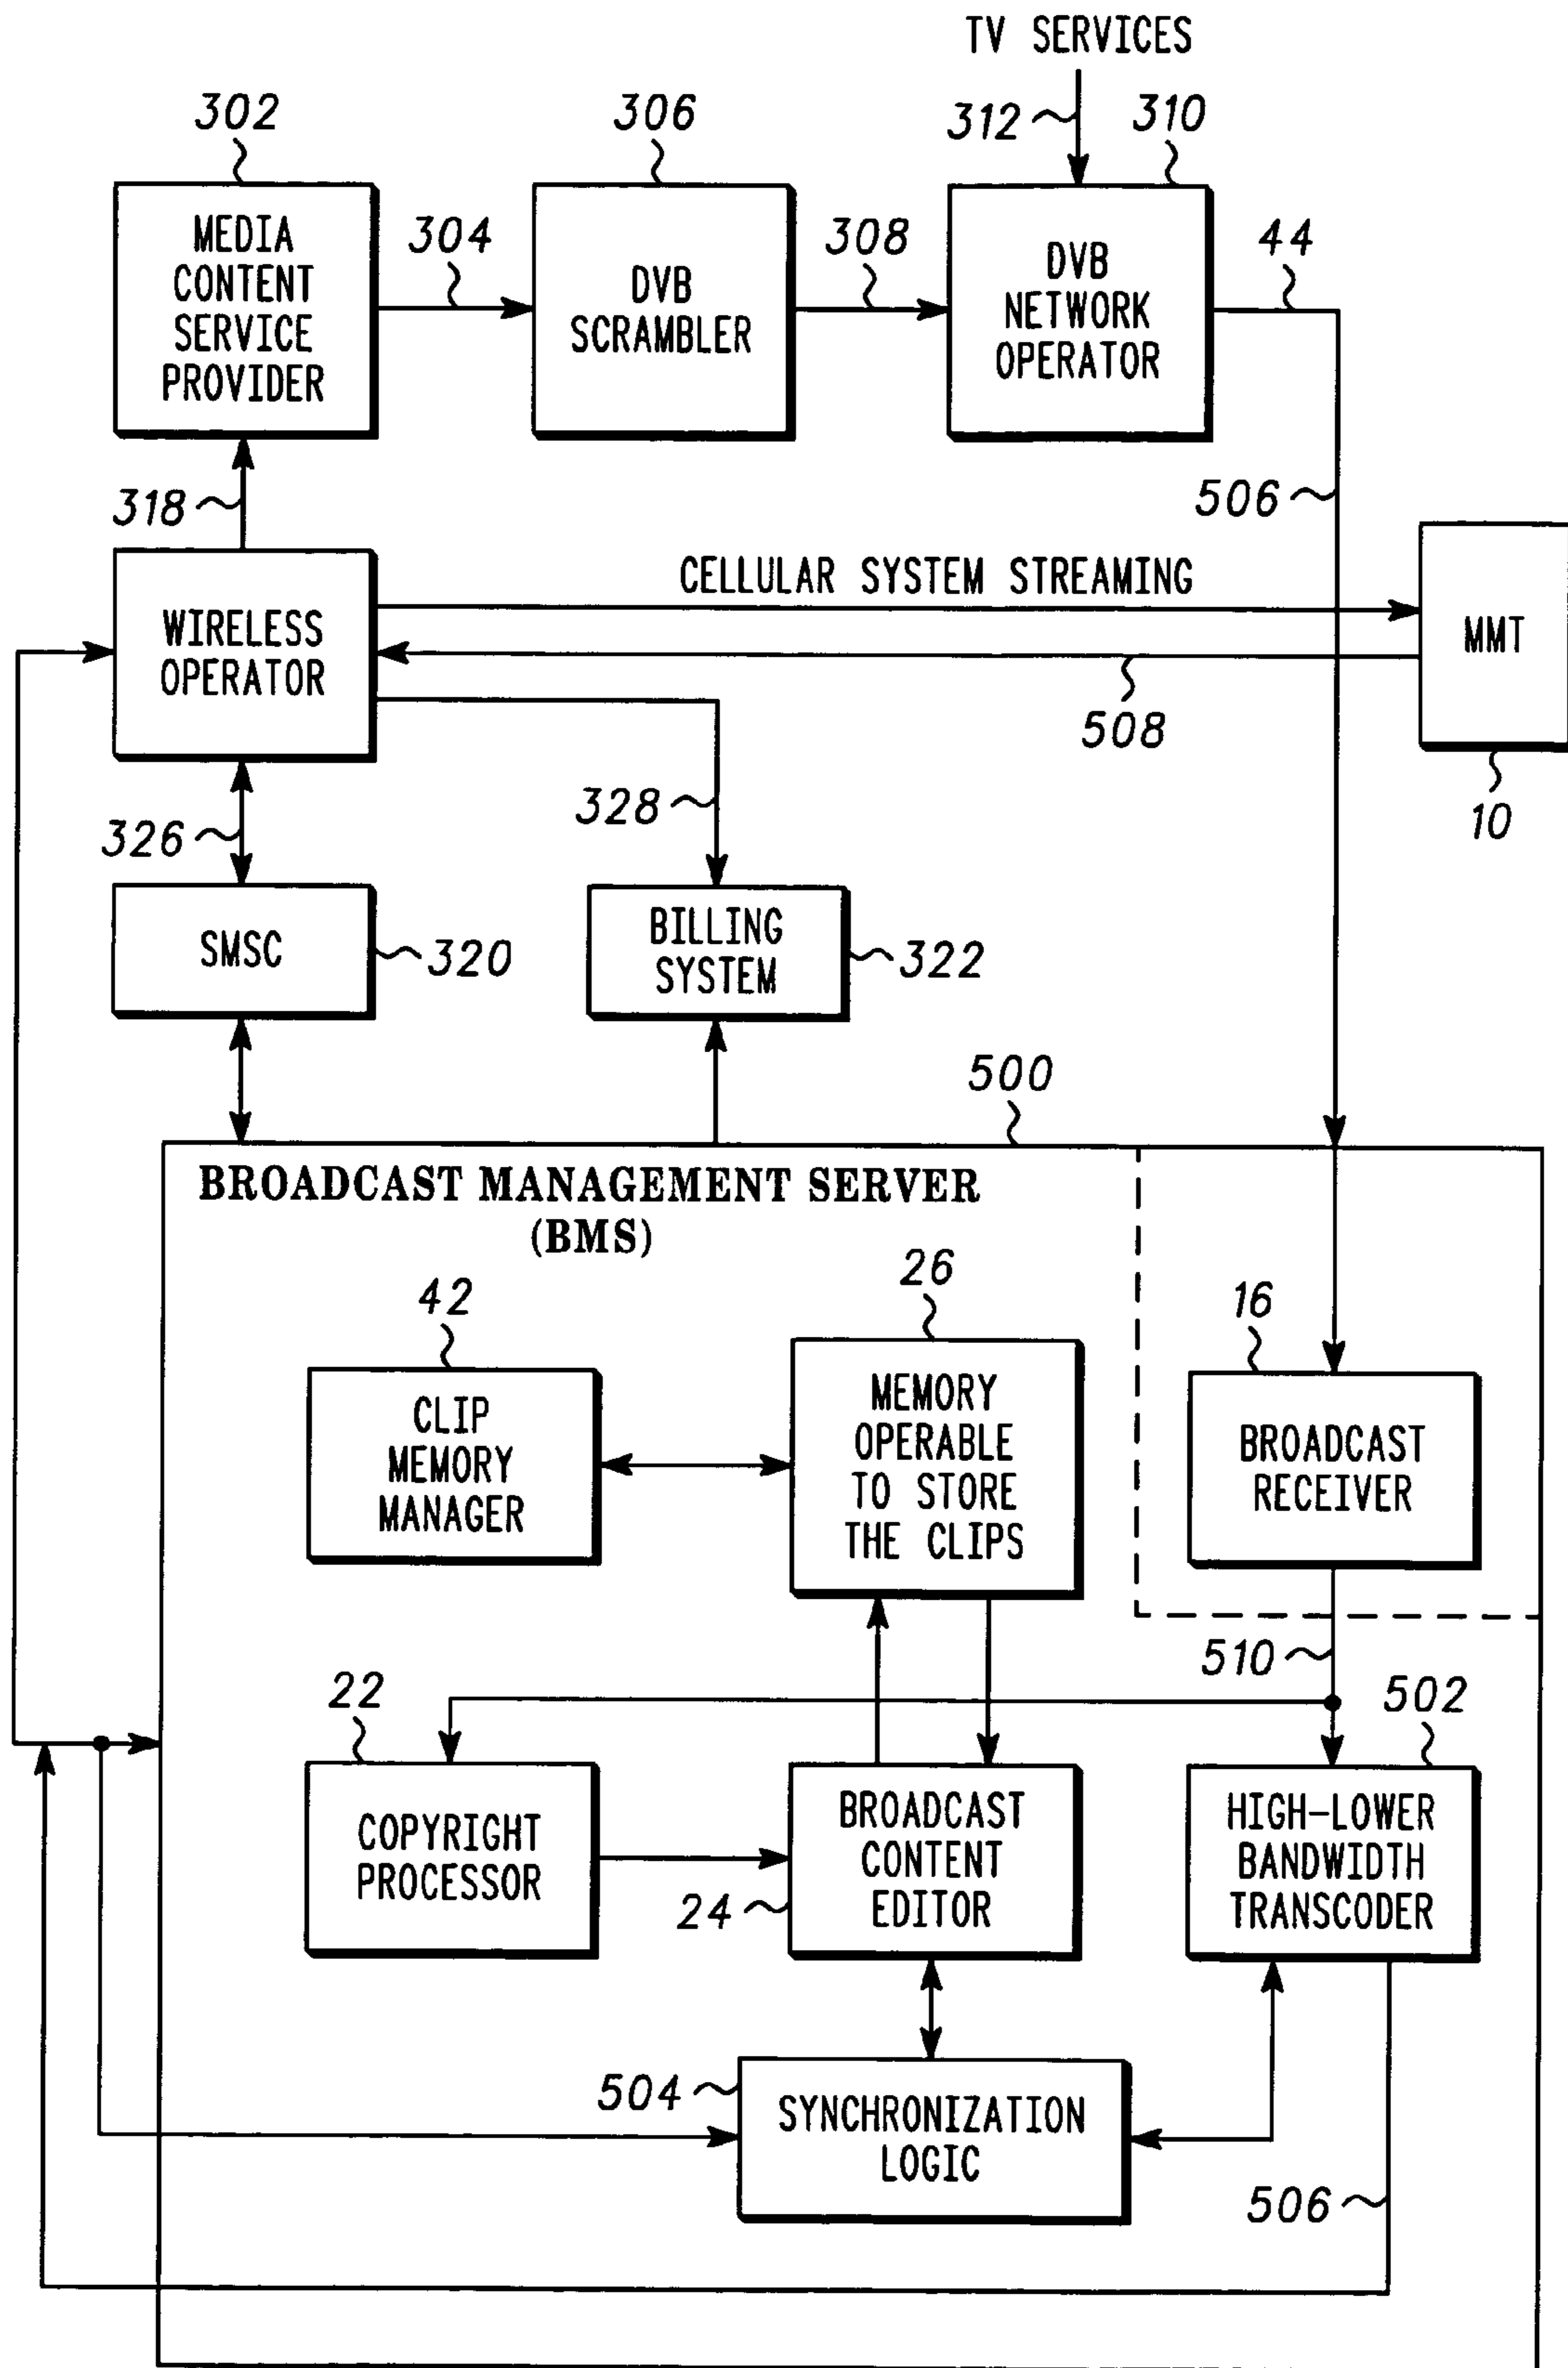 TV SERVICES
302
306
312
310
MEDIA
CONTENT
SERVICE
PROVIDER
304
DVB
SCRAMBLER
308
DVB
NETWORK
OPERATOR
44
318
506
CELLULAR SYSTEM STREAMING
WIRELESS
OPERATOR
MMT
508
10
326
328
SMSC
320
BILLING
SYSTEM
322
500
BROADCAST MANAGEMENT SERVER
(BMS)
42
26
16
CLIP
MEMORY
MANAGER
MEMORY
OPERABLE
TO STORE
THE CLIPS
BROADCAST
RECEIVER
510
22
502
COPYRIGHT
PROCESSOR
BROADCAST
CONTENT
EDITOR
24
HIGH-LOWER
BANDWIDTH
TRANSCODER
504
SYNCHRONIZATION
LOGIC
506